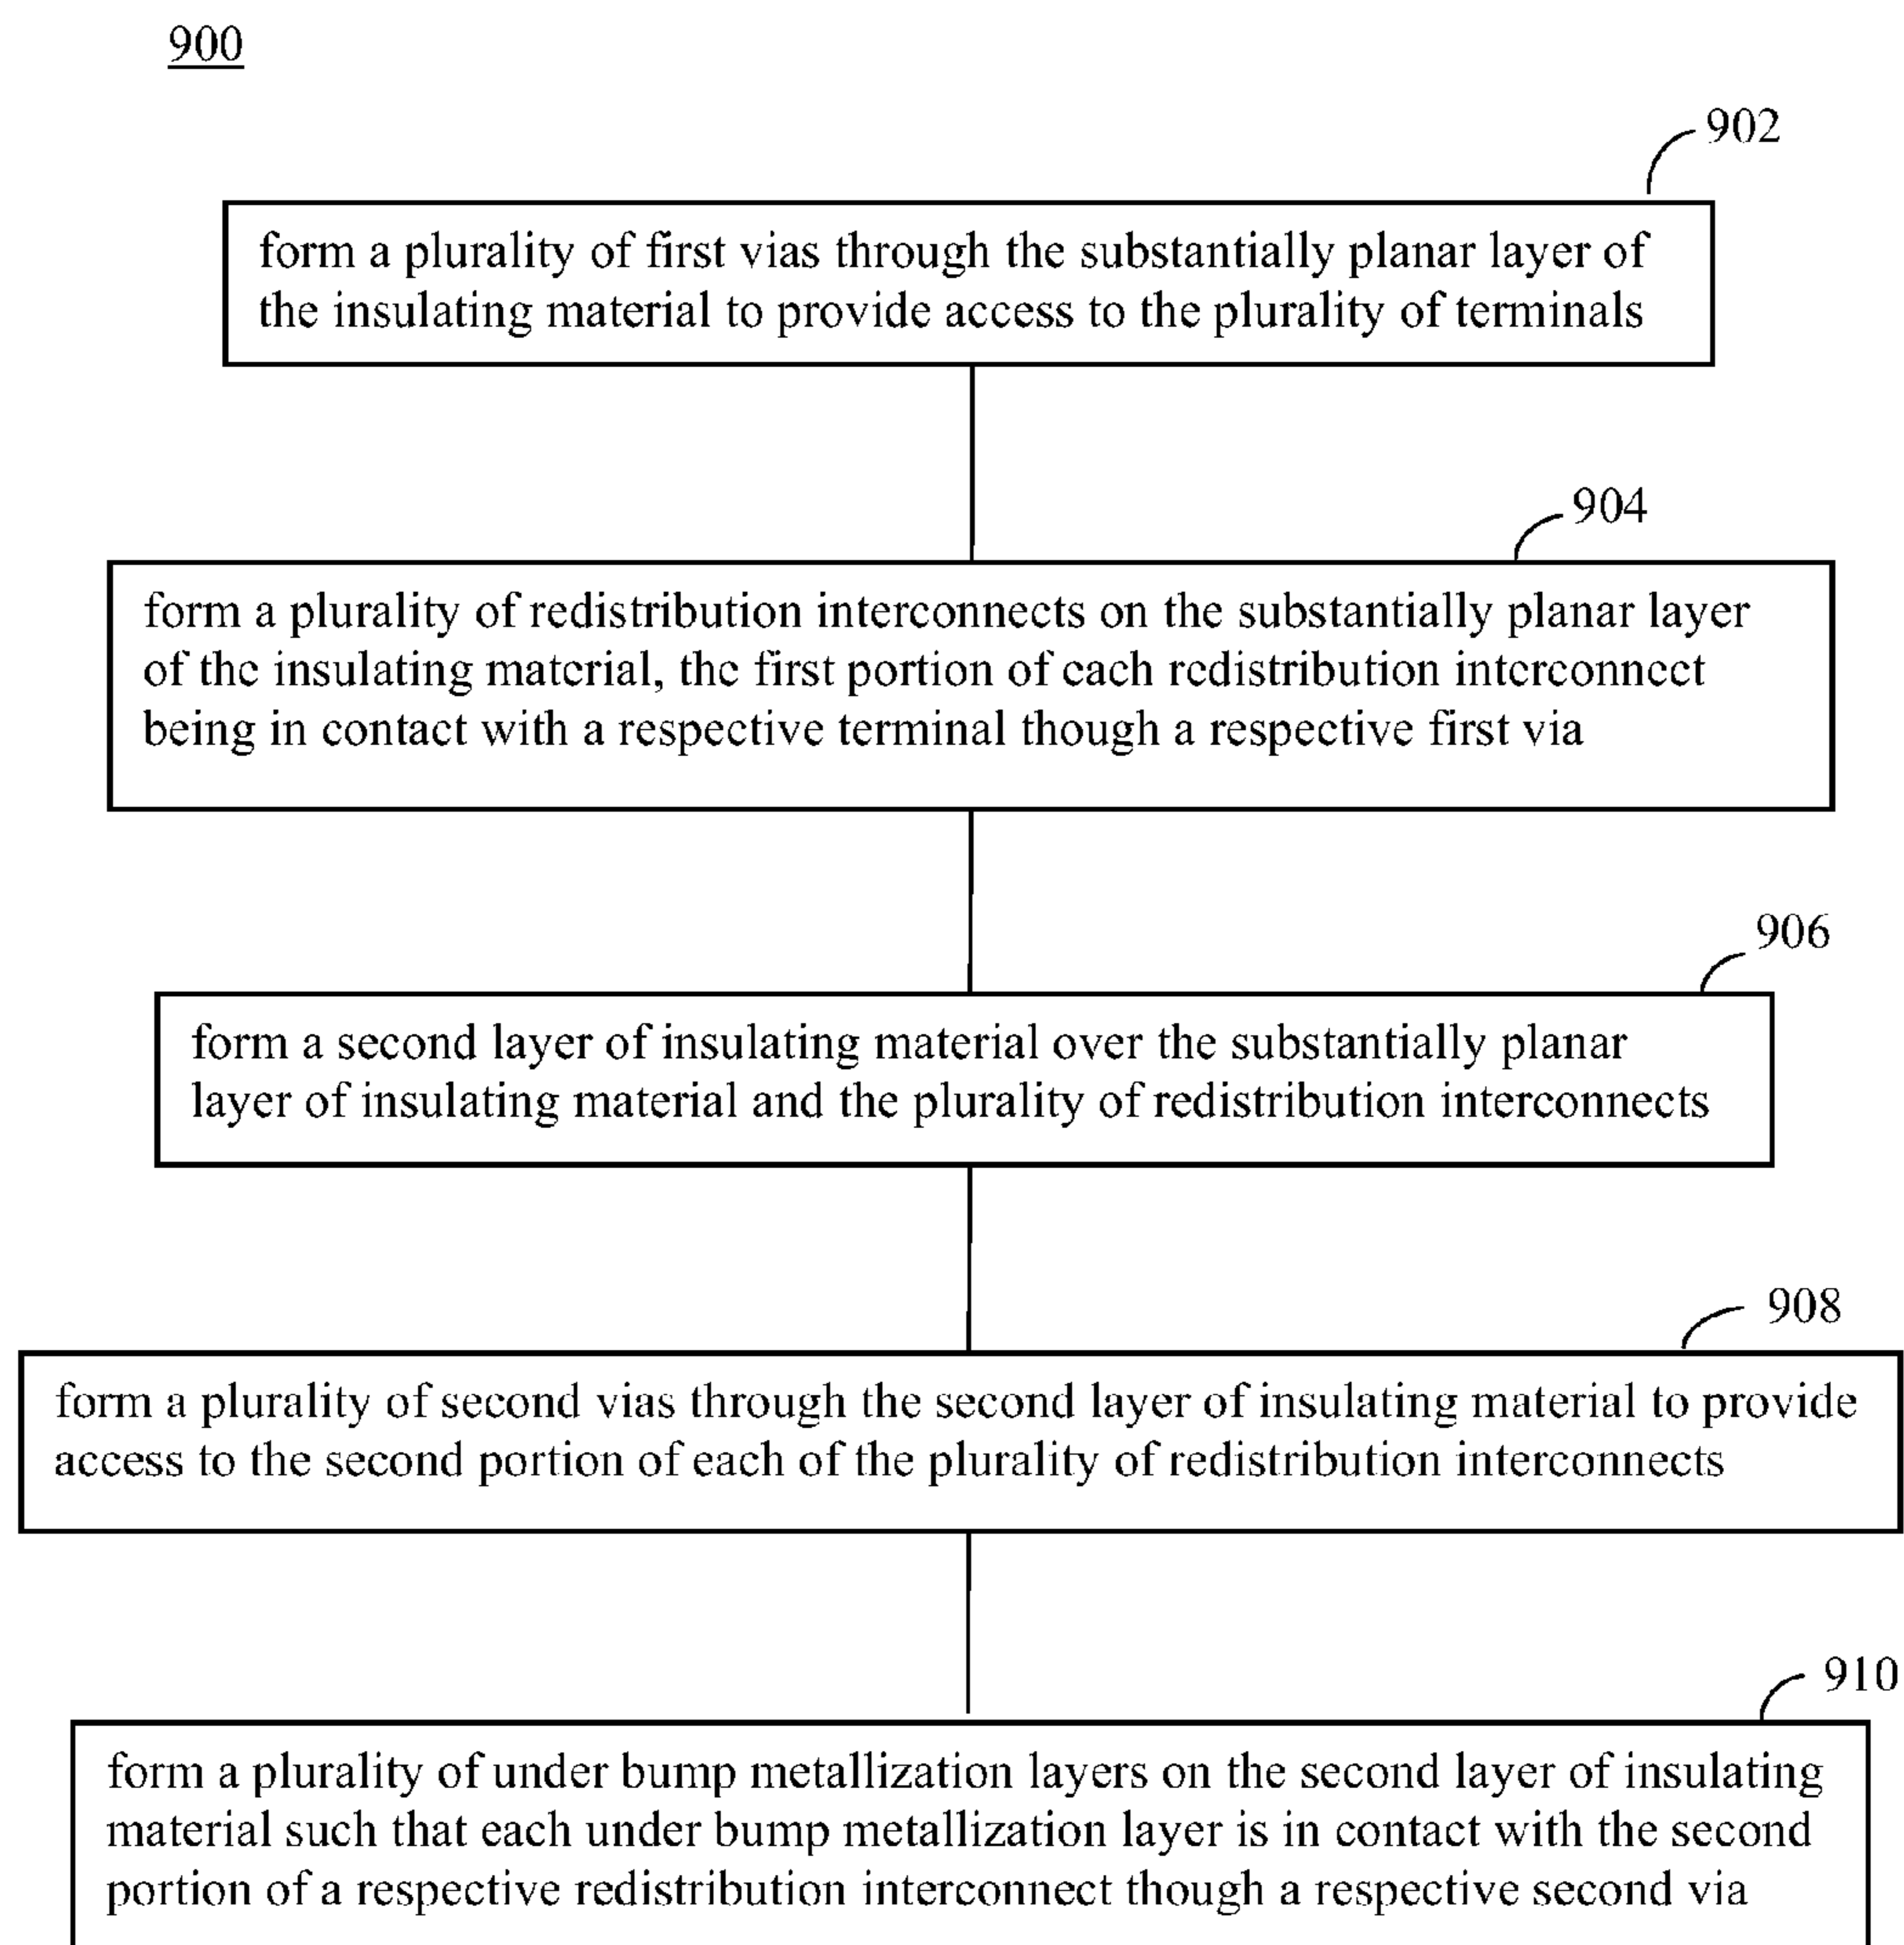 900
902
form a plurality of first vias through the substantially planar layer of
the insulating material to provide access to the plurality of terminals
904
form a plurality of redistribution interconnects on the substantially planar layer
of the insulating material, the first portion of each redistribution interconnect
being in contact with a respective terminal though a respective first via
906
form a second layer of insulating material over the substantially planar
layer of insulating material and the plurality of redistribution interconnects
908
form a plurality of second vias through the second layer of insulating material to provide
access to the second portion of each of the plurality of redistribution interconnects
910
form a plurality of under bump metallization layers on the second layer of insulating
material such that each under bump metallization layer is in contact with the second
portion of a respective redistribution interconnect though a respective second via